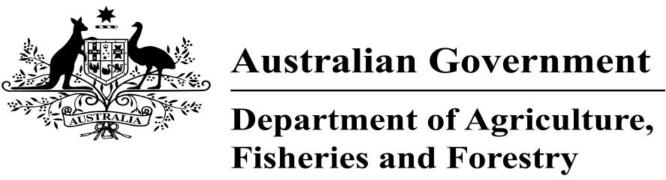 AUSTRALIA
Australian Government
Department of Agriculture,
Fisheries and Forestry